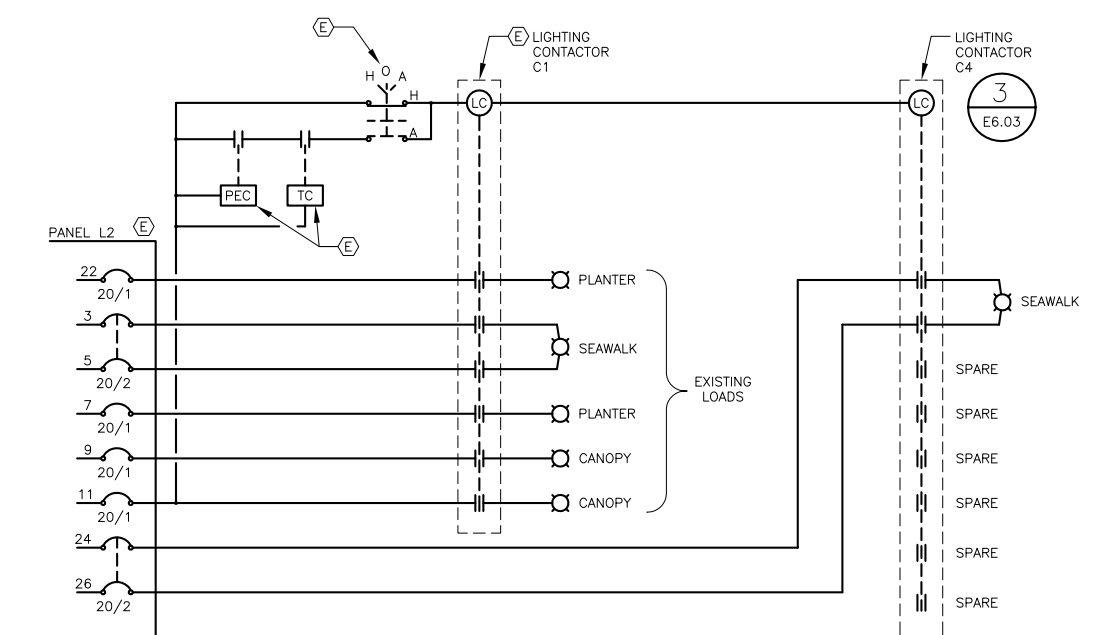 E
E LIGHTING
CONTACTOR
C1
LIGHTING
CONTACTOR
C4
H O A
H
A
LC
LC
3
E6.03
PEC
TC
E
PANEL L2
E
22
20/1
PLANTER
3
5
20/2
SEAWALK
SEAWALK
7
20/1
PLANTER
9
20/1
CANOPY
11
20/1
CANOPY
EXISTING
LOADS
24
26
20/2
SPARE
SPARE
SPARE
SPARE
SPARE
SPARE